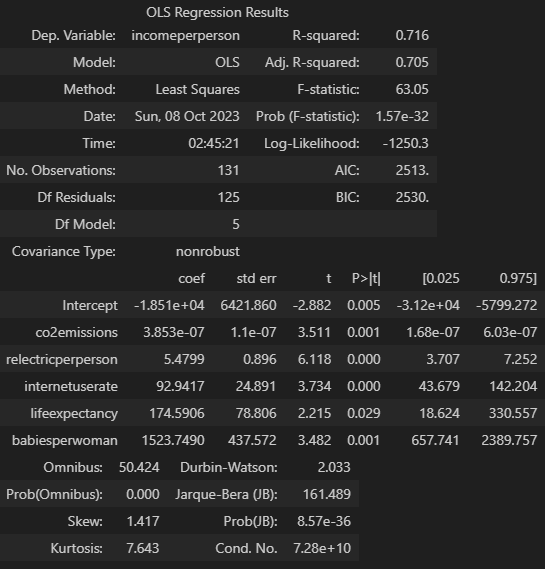 OLS Regression Results
Dep. Variable: incomeperperson R-squared: 0.716
Model: OLS Adj. R-squared: 0.705
Method: Least Squares F-statistic: 63.05
Date: Sun, 08 Oct 2023 Prob (F-statistic): 1.57e-32
Time: 02:45:21 Log-Likelihood: -1250.3
No. Observations: 131 AIC: 2513.
Df Residuals: 125 BIC: 2530.
Df Model: 5
Covariance Type: nonrobust
coef std err t P>|t| [0.025 0.975]
Intercept -1.851e+04 6421.860 -2.882 0.005 -3.12e+04 -5799.272
co2emissions 3.853e-07 1.1e-07 3.511 0.001 1.68e-07 6.03e-07
relectricperperson 5.4799 0.896 6.118 0.000 3.707 7.252
internetuserate 92.9417 24.891 3.734 0.000 43.679 142.204
lifeexpectancy 174.5906 78.806 2.215 0.029 18.624 330.557
babiesperwoman 1523.7490 437.572 3.482 0.001 657.741 2389.757
Omnibus: 50.424 Durbin-Watson: 2.033
Prob(Omnibus): 0.000 Jarque-Bera (JB): 161.489
Skew: 1.417 Prob(JB): 8.57e-36
Kurtosis: 7.643 Cond. No. 7.28e+10